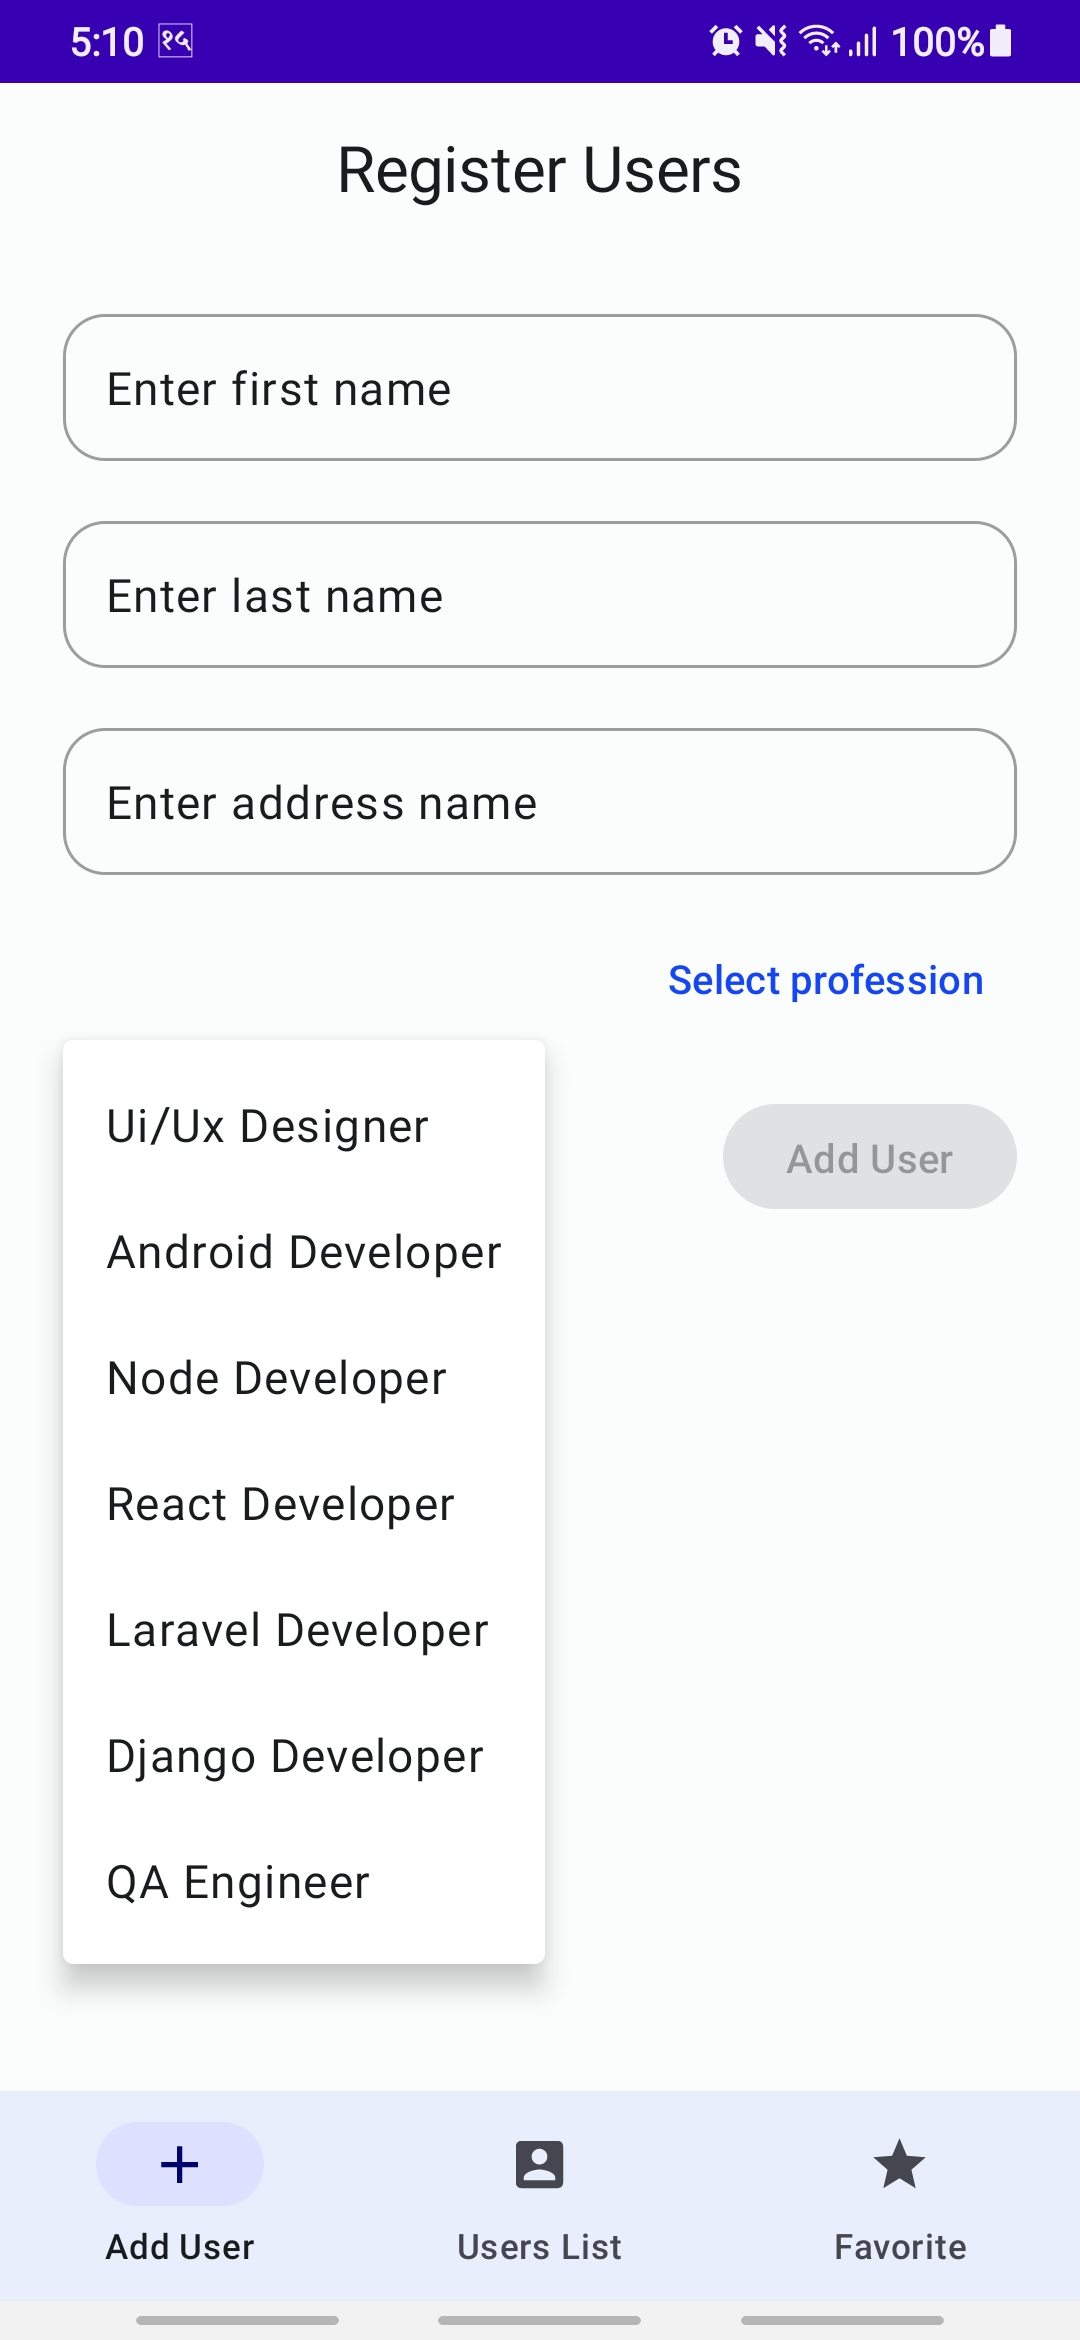 5:10 १५ 100%
Register Users
Enter first name
Enter last name
Enter address name
Select profession
Ui/Ux Designer
Add User
Android Developer
Node Developer
React Developer
Laravel Developer
Django Developer
QA Engineer
Add User Users List Favorite